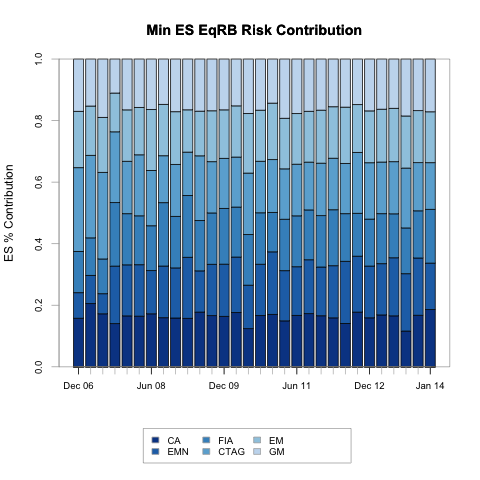 Min ES EqRB Risk Contribution
ES % Contribution
1.0
0.8
0.6
0.4
0.2
0.0
Dec 06 Jun 08 Dec 09 Jun 11 Dec 12 Jan 14
CA FIA EM
EMN CTAG GM